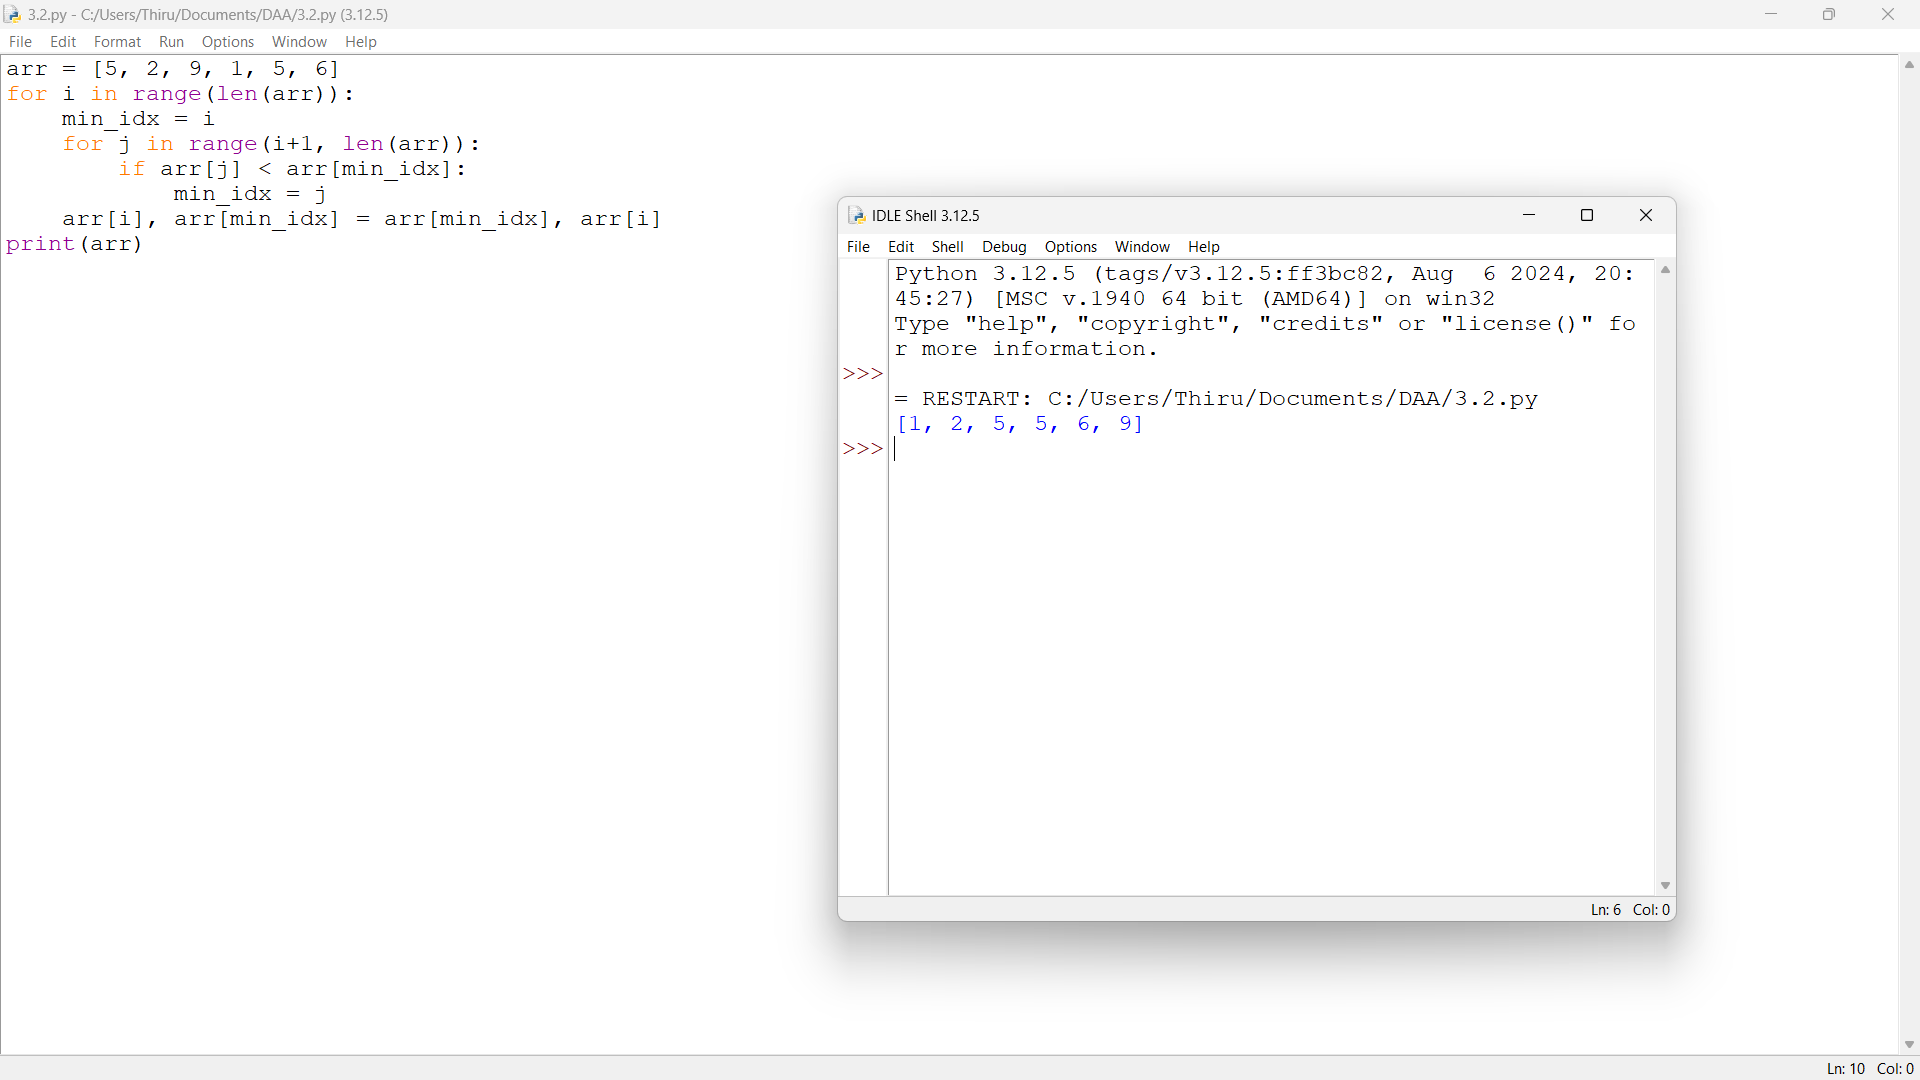 3.2.py - C:/Users/Thiru/Documents/DAA/3.2.py (3.12.5)
File Edit Format Run Options Window Help
arr = [5, 2, 9, 1, 5, 6]
for i in range(len(arr)):
    min_idx = i
    for j in range(i+1, len(arr)):
        if arr[j] < arr[min_idx]:
            min_idx = j
    arr[i], arr[min_idx] = arr[min_idx], arr[i]
print(arr)
IDLE Shell 3.12.5
File Edit Shell Debug Options Window Help
Python 3.12.5 (tags/v3.12.5:ff3bc82, Aug  6 2024, 20:
45:27) [MSC v.1940 64 bit (AMD64)] on win32
Type "help", "copyright", "credits" or "license()" fo
r more information.
>>>
= RESTART: C:/Users/Thiru/Documents/DAA/3.2.py
[1, 2, 5, 5, 6, 9]
>>>
Ln: 6 Col: 0
Ln: 10 Col: 0